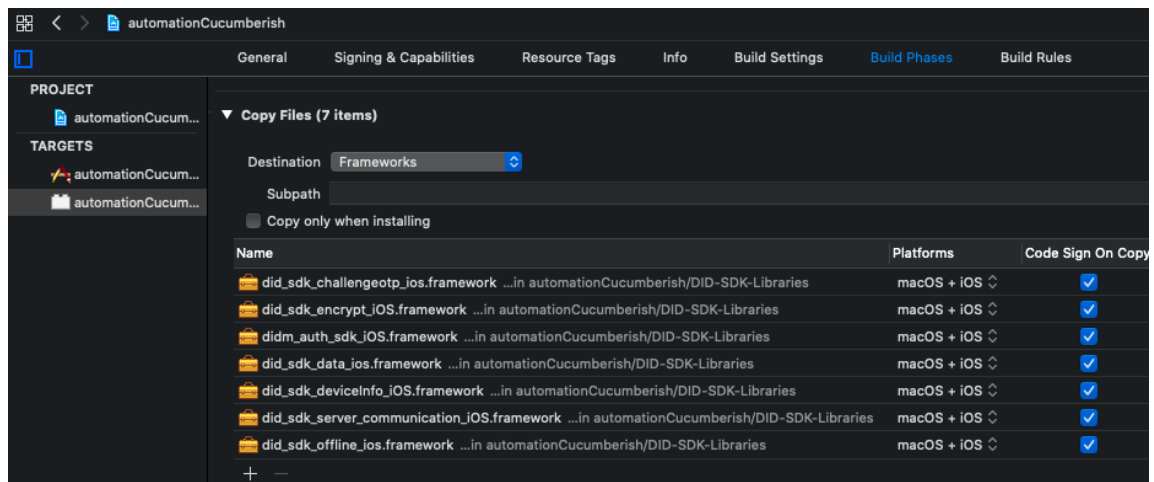 automationCucumberish
General Signing & Capabilities Resource Tags Info Build Settings Build Phases Build Rules
PROJECT
automationCucum...
TARGETS
automationCucum...
automationCucum...
Copy Files (7 items)
Destination Frameworks
Subpath
Copy only when installing
Name Platforms Code Sign On Copy
did_sdk_challengeotp_ios.framework ...in automationCucumberish/DID-SDK-Libraries macOS + iOS
did_sdk_encrypt_iOS.framework ...in automationCucumberish/DID-SDK-Libraries macOS + iOS
didm_auth_sdk_iOS.framework ...in automationCucumberish/DID-SDK-Libraries macOS + iOS
did_sdk_data_ios.framework ...in automationCucumberish/DID-SDK-Libraries macOS + iOS
did_sdk_deviceInfo_iOS.framework ...in automationCucumberish/DID-SDK-Libraries macOS + iOS
did_sdk_server_communication_iOS.framework ...in automationCucumberish/DID-SDK-Libraries macOS + iOS
did_sdk_offline_ios.framework ...in automationCucumberish/DID-SDK-Libraries macOS + iOS